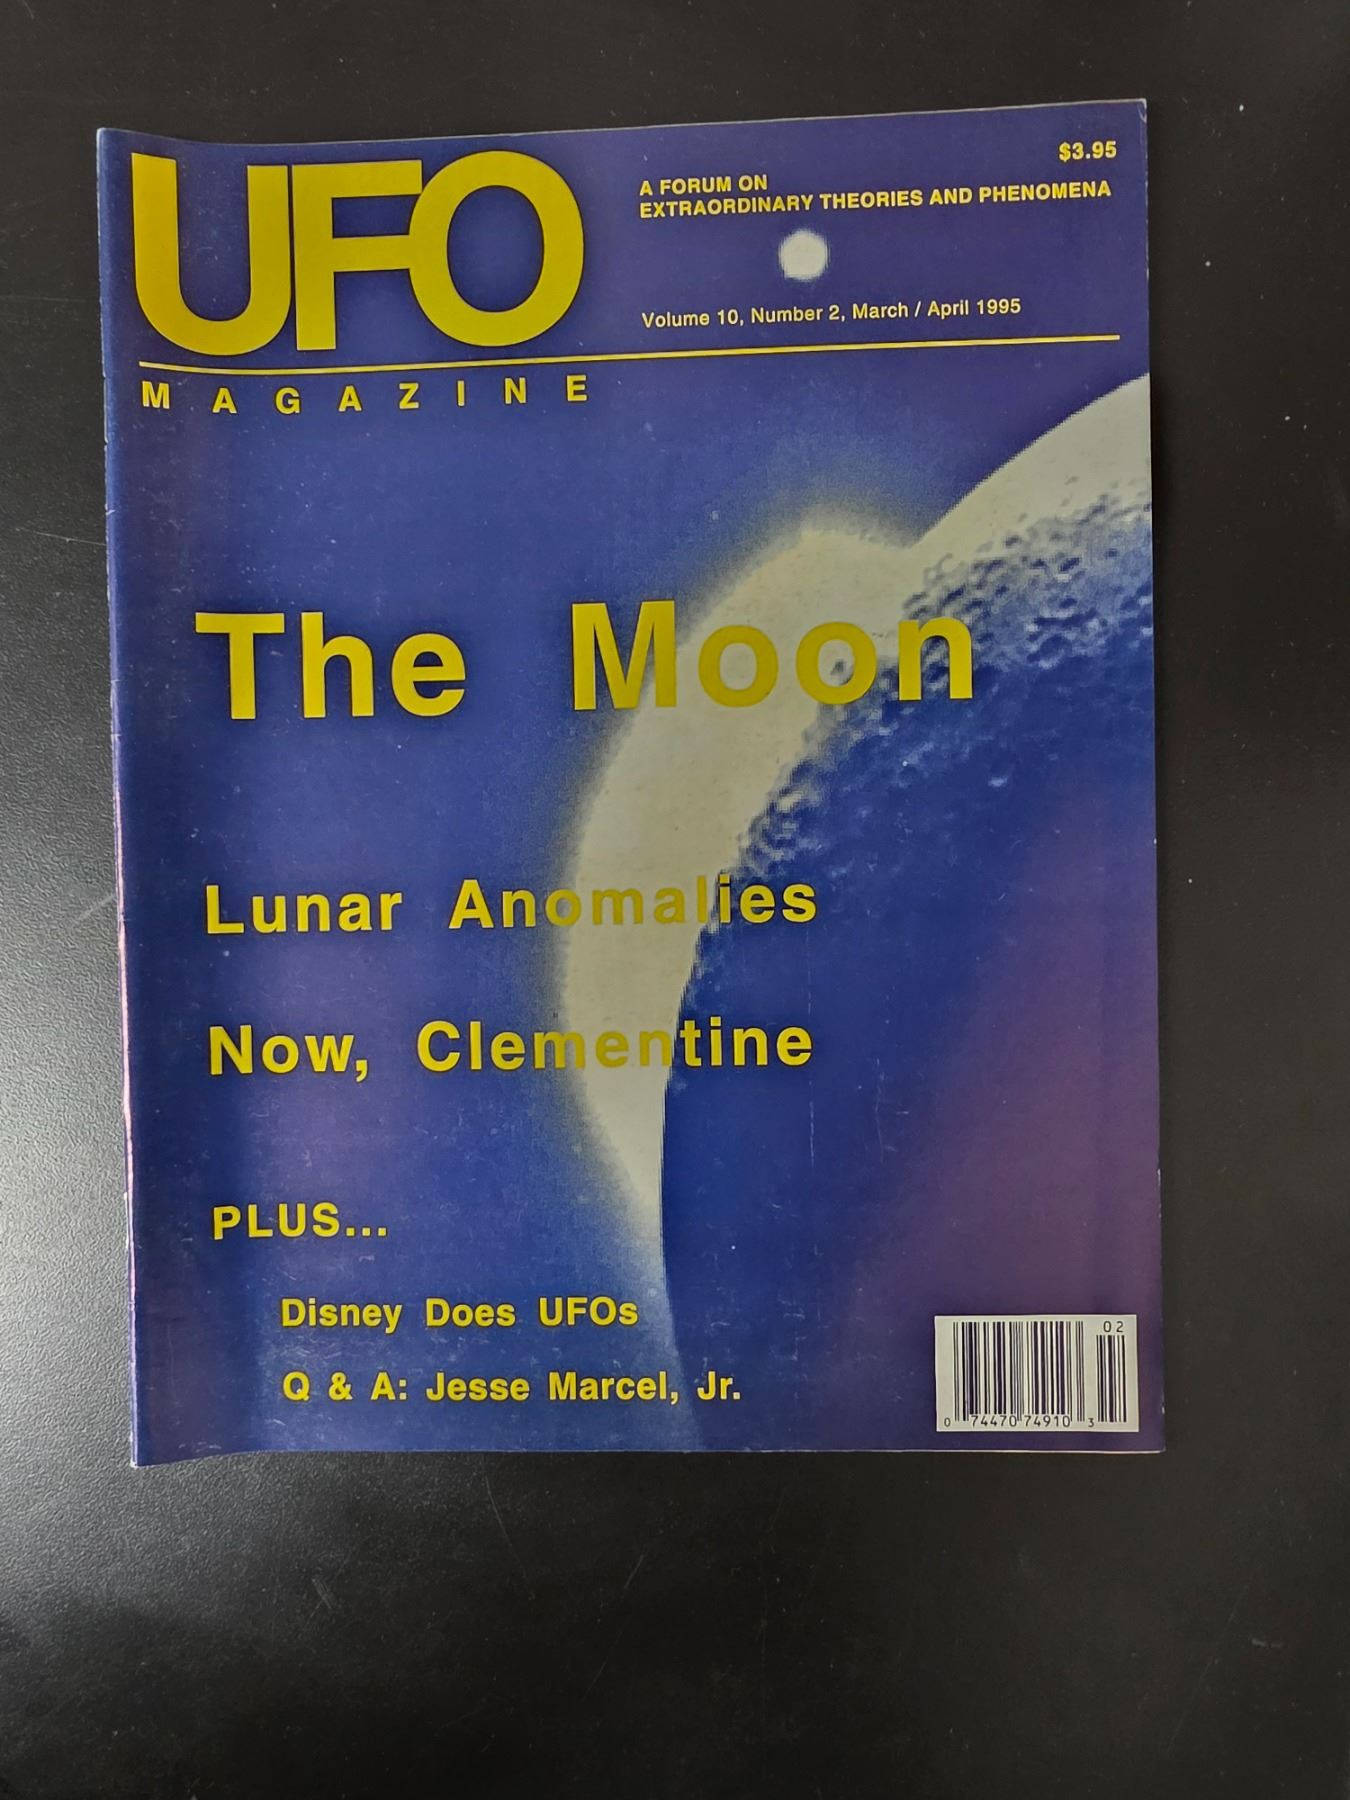 UFO
MAGAZINE
$3.95
A FORUM ON
EXTRAORDINARY THEORIES AND PHENOMENA
Volume 10, Number 2, March / April 1995
The Moon
Lunar Anomalies
Now, Clementine
PLUS...
Disney Does UFOs
Q & A: Jesse Marcel, Jr.
02
0 74470 74910 3